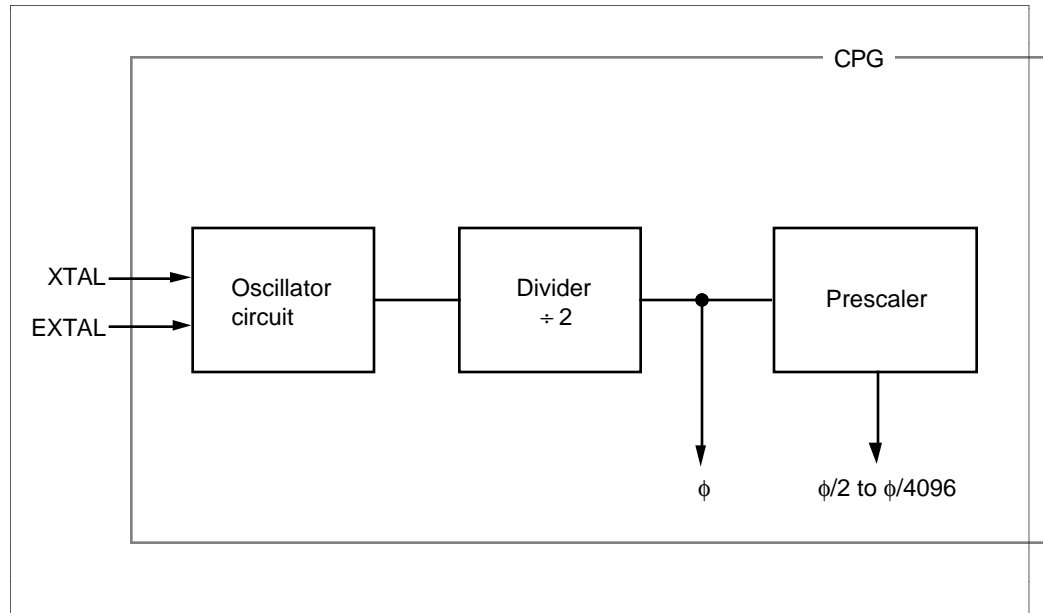 CPG
XTAL
EXTAL
Oscillator
circuit
Divider
÷ 2
Prescaler
ϕ
ϕ/2 to ϕ/4096